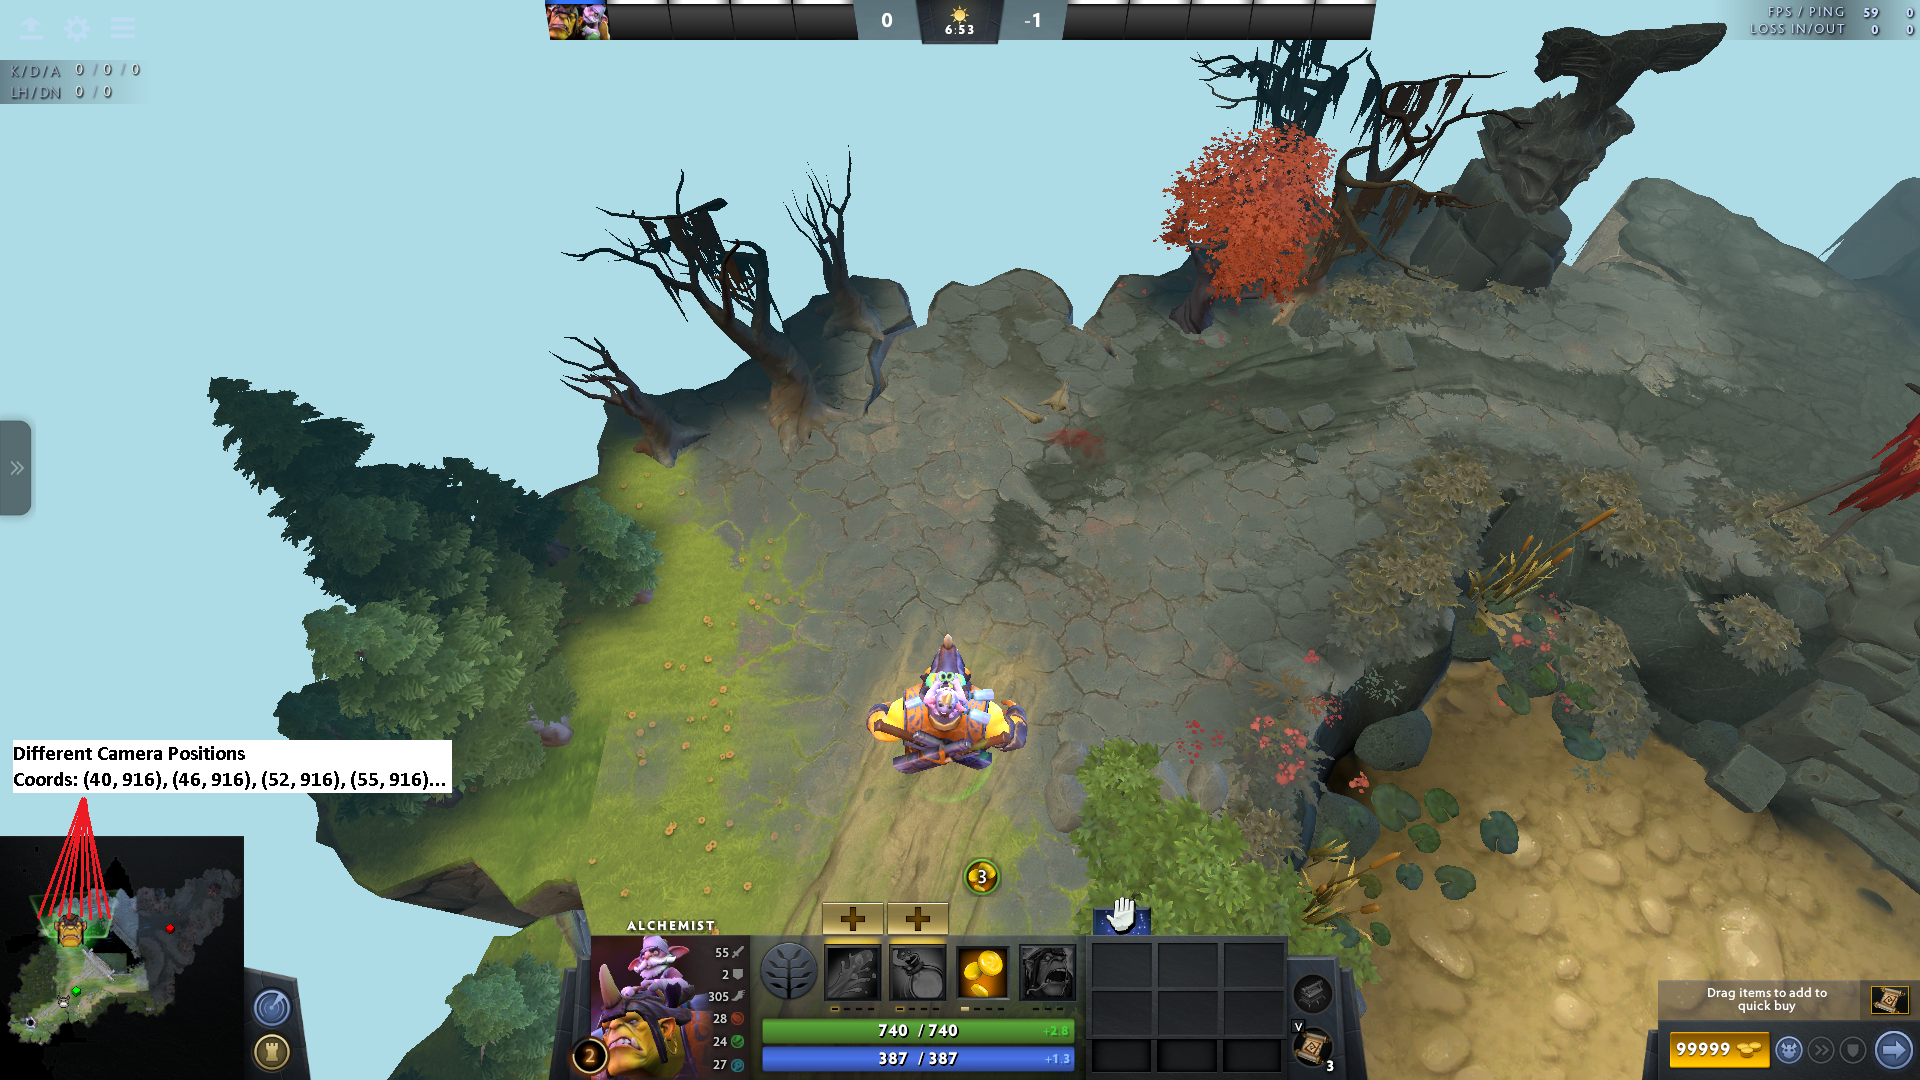 0 6:53 -1
FPS / PING 59 0
LOSS IN/OUT 0 0
K/D/A 0 / 0 / 0
LH/DN 0 / 0
Different Camera Positions
Coords: (40, 916), (46, 916), (52, 916), (55, 916)...
3
ALCHEMIST
55
2
305
28
24
27
2
740 / 740 +2.8
387 / 387 +1.3
V
3
Drag items to add to
quick buy
99999